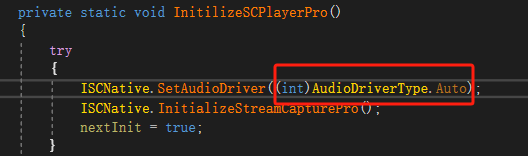 private static void InitilizeSCPlayerPro()
{
try
{
ISCNative.SetAudioDriver((int)AudioDriverType.Auto);
ISCNative.InitializeStreamCapturePro();
nextInit = true;
}